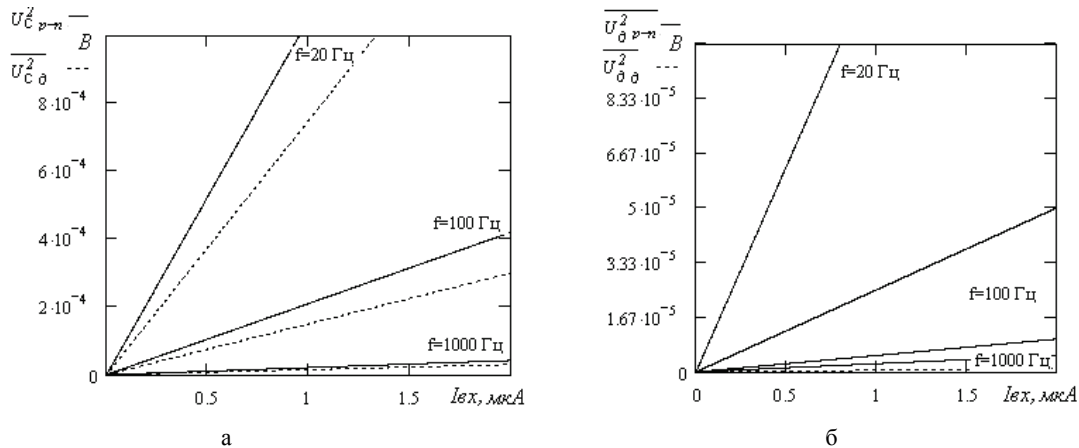 U²C p-n — В
U²C д ---
8·10⁻⁴
6·10⁻⁴
4·10⁻⁴
2·10⁻⁴
0
0.5
1
1.5
Iвх, мкА
f=20 Гц
f=100 Гц
f=1000 Гц
а
U²д p-n — В
U²д д ---
8.33·10⁻⁵
6.67·10⁻⁵
5·10⁻⁵
3.33·10⁻⁵
1.67·10⁻⁵
0
0
0.5
1
1.5
Iвх, мкА
f=20 Гц
f=100 Гц
f=1000 Гц
б